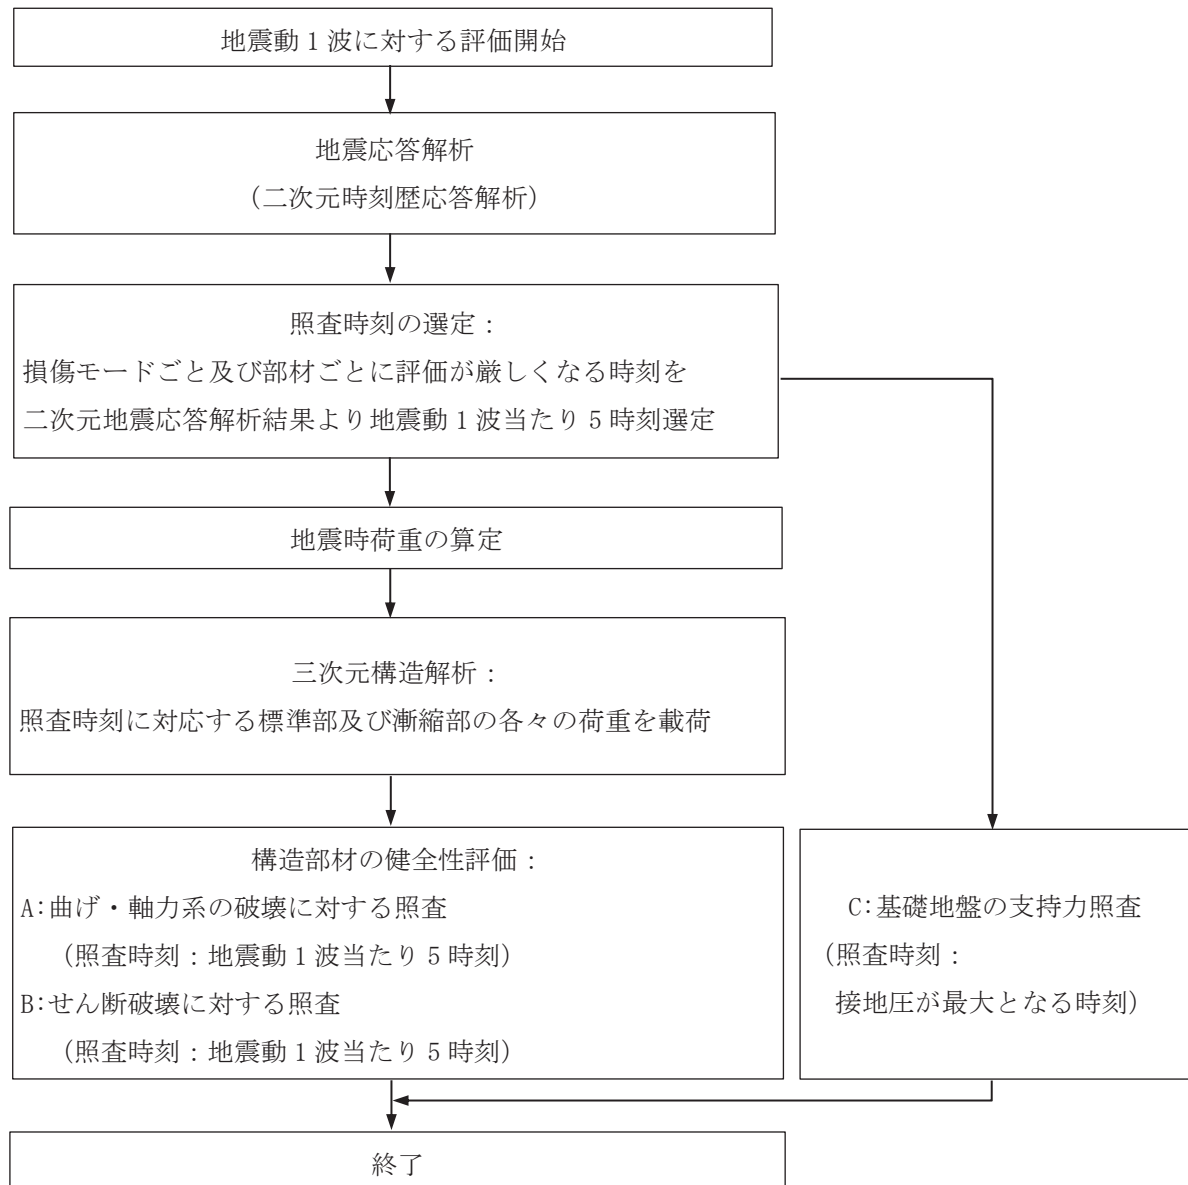 地震動1波に対する評価開始
地震応答解析
(二次元時刻歴応答解析)
照査時刻の選定:
損傷モードごと及び部材ごとに評価が厳しくなる時刻を
二次元地震応答解析結果より地震動1波当たり5時刻選定
地震時荷重の算定
三次元構造解析:
照査時刻に対応する標準部及び漸縮部の各々の荷重を載荷
構造部材の健全性評価:
A:曲げ・軸力系の破壊に対する照査
(照査時刻:地震動1波当たり5時刻)
B:せん断破壊に対する照査
(照査時刻:地震動1波当たり5時刻)
C:基礎地盤の支持力照査
(照査時刻:
接地圧が最大となる時刻)
終了